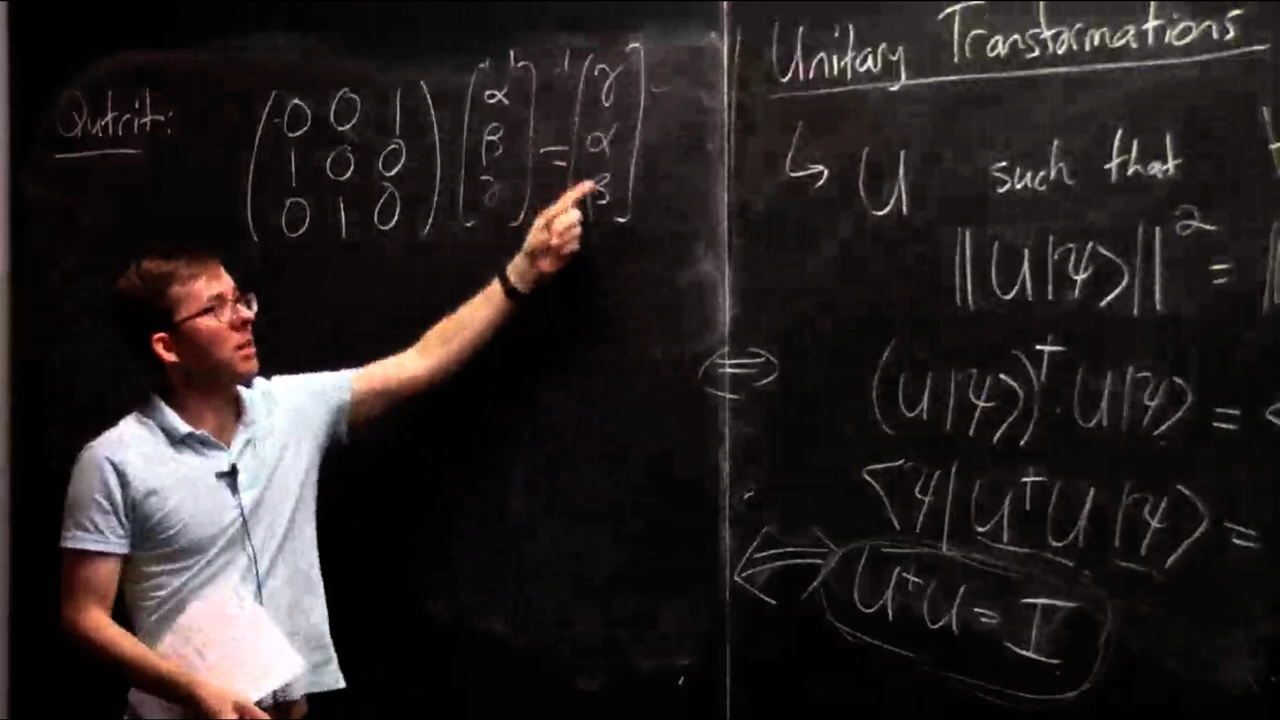 Qutrit:
(0 0 1) [α] = [γ]
(1 0 0) [β] = [α]
(0 1 0) [γ] = [β]
Unitary Transformations
↳ U such that
||U|ψ⟩||² = ||
⇔ (U|ψ⟩)† · U|ψ⟩ = <
⟨ψ|U†U|ψ⟩ =
⇔ U†U = I